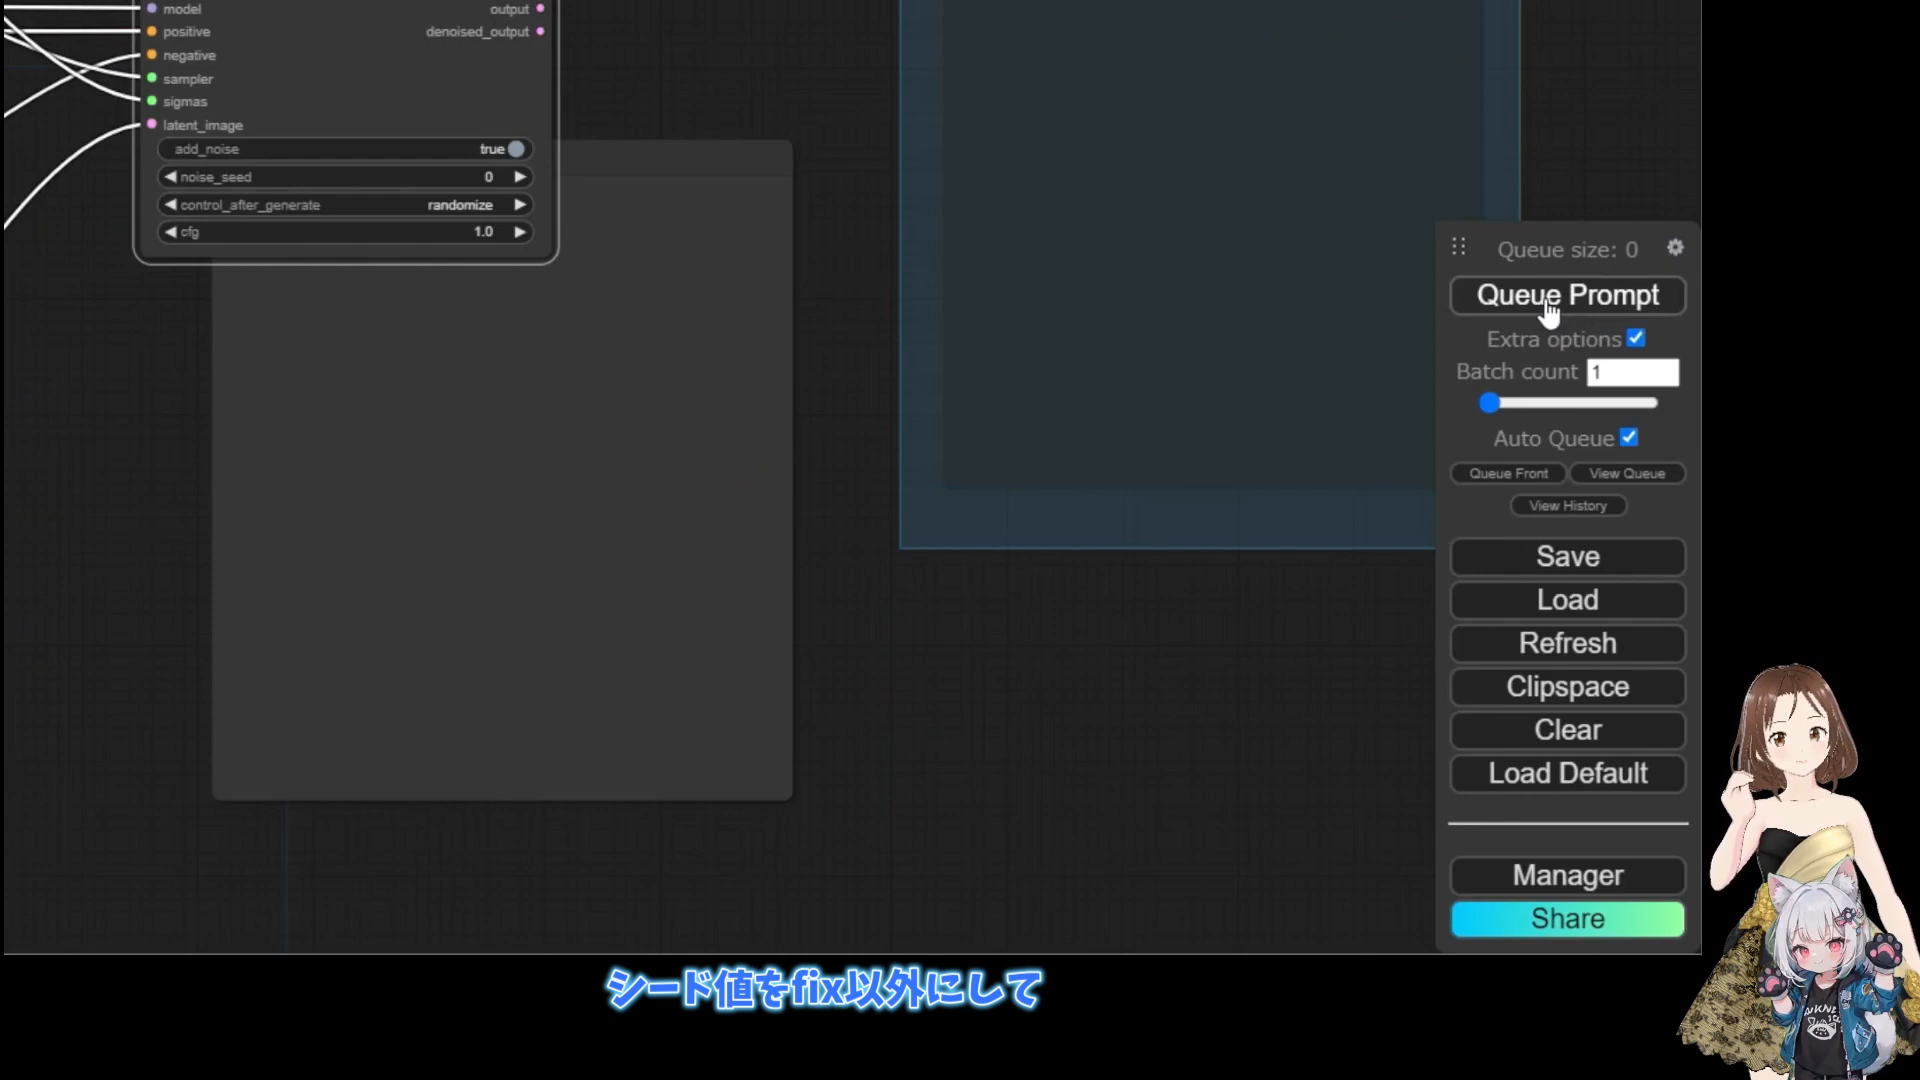 model
output
positive
denoised_output
negative
sampler
sigmas
latent_image
add_noise true
noise_seed 0
control_after_generate randomize
cfg 1.0
Queue size: 0
Queue Prompt
Extra options
Batch count 1
Auto Queue
Queue Front
View Queue
View History
Save
Load
Refresh
Clipspace
Clear
Load Default
Manager
Share
シード値をfix以外にして